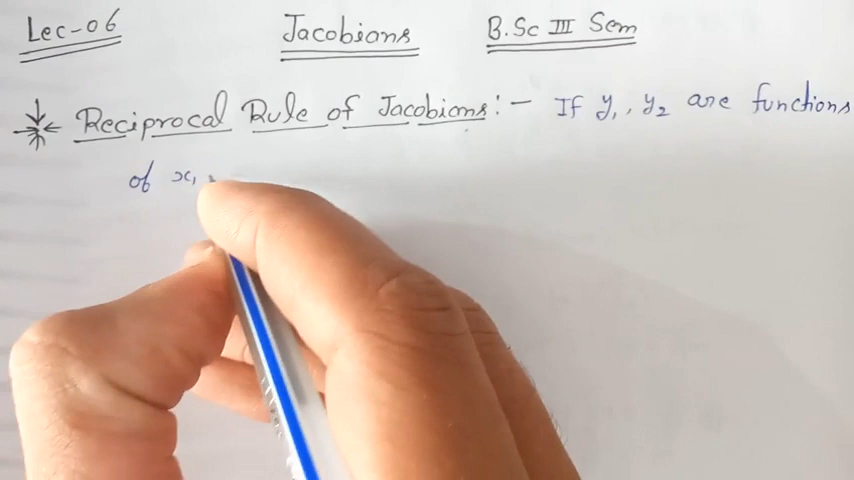 Lec-06 Jacobians B.Sc III Sem
Reciprocal Rule of Jacobians:- If y₁, y₂ are functions
of x₁